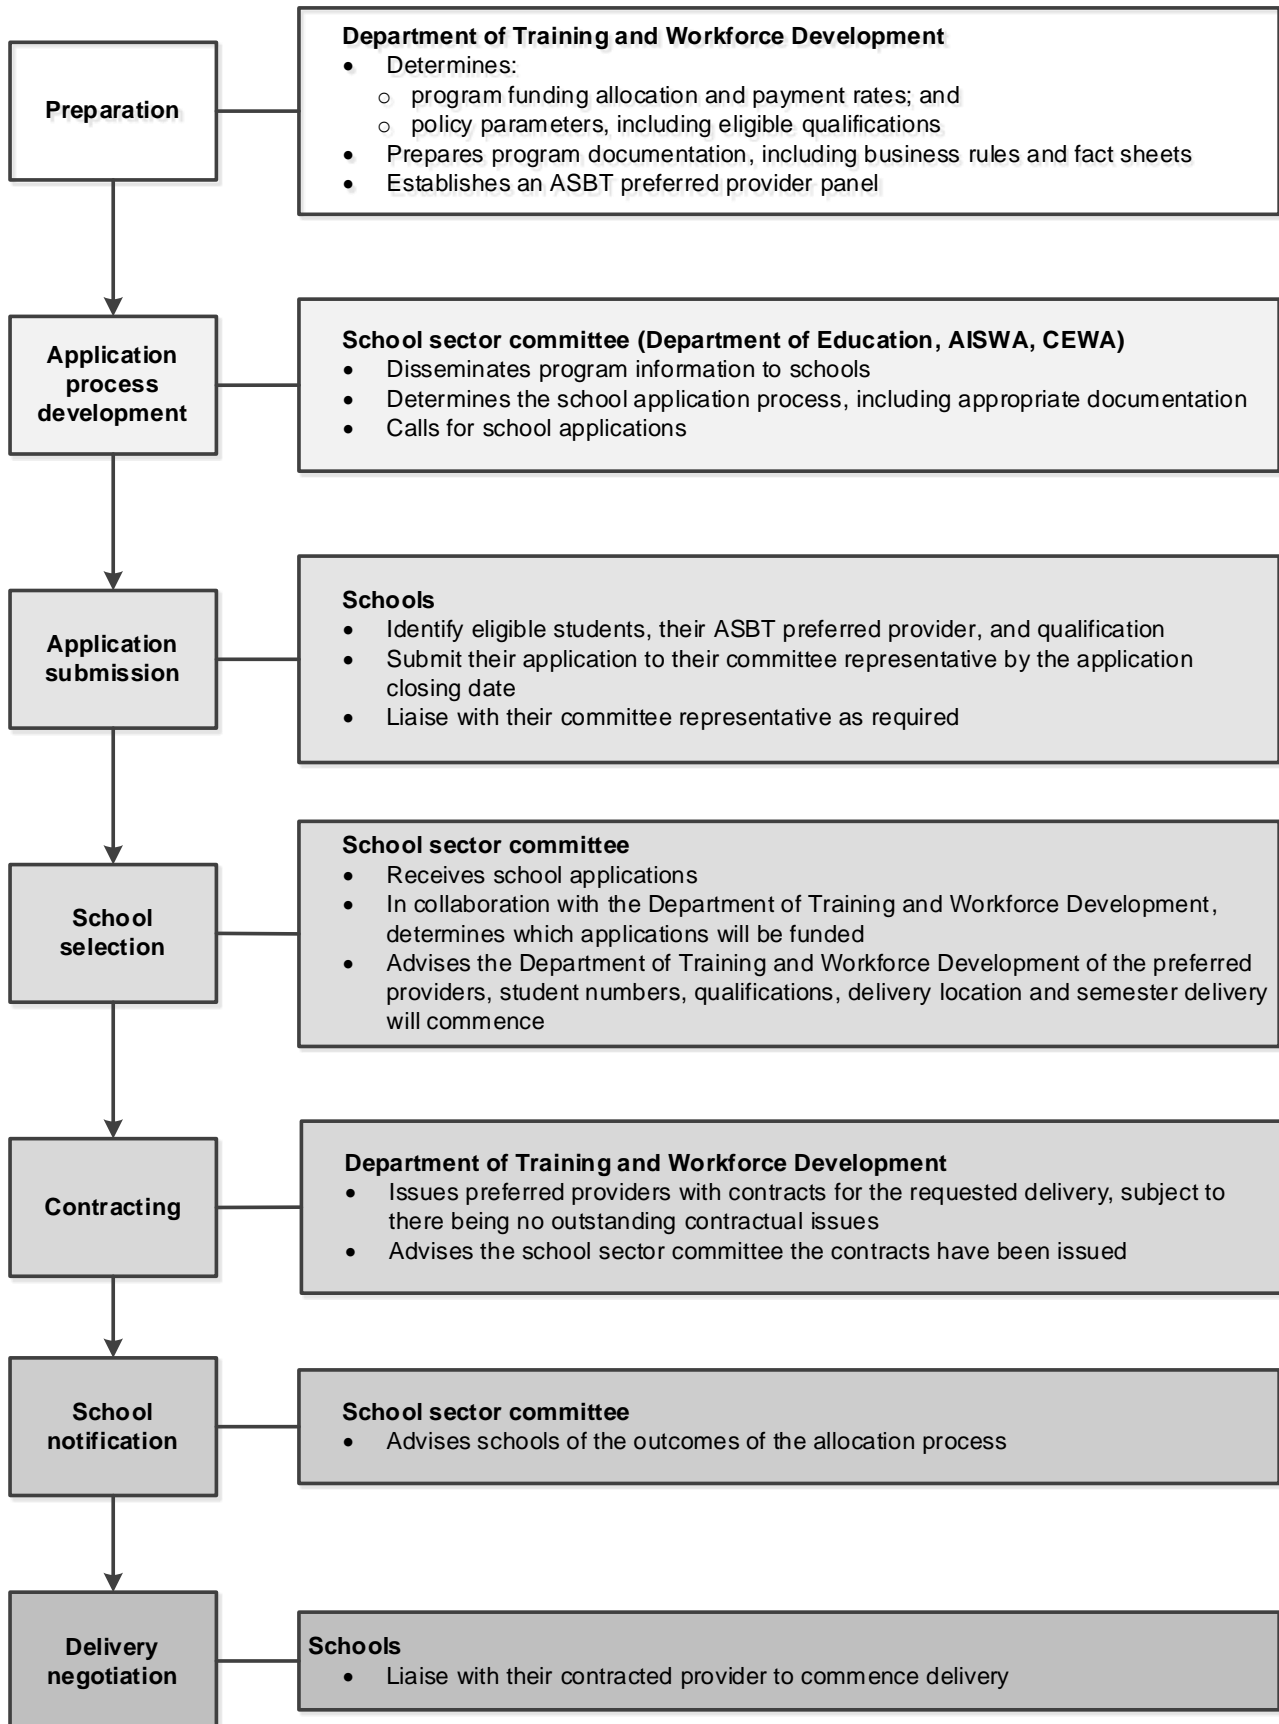 Preparation
Department of Training and Workforce Development
• Determines:
○ program funding allocation and payment rates; and
○ policy parameters, including eligible qualifications
• Prepares program documentation, including business rules and fact sheets
• Establishes an ASBT preferred provider panel
Application
process
development
School sector committee (Department of Education, AISWA, CEWA)
• Disseminates program information to schools
• Determines the school application process, including appropriate documentation
• Calls for school applications
Application
submission
Schools
• Identify eligible students, their ASBT preferred provider, and qualification
• Submit their application to their committee representative by the application
closing date
• Liaise with their committee representative as required
School
selection
School sector committee
• Receives school applications
• In collaboration with the Department of Training and Workforce Development,
determines which applications will be funded
• Advises the Department of Training and Workforce Development of the preferred
providers, student numbers, qualifications, delivery location and semester delivery
will commence
Contracting
Department of Training and Workforce Development
• Issues preferred providers with contracts for the requested delivery, subject to
there being no outstanding contractual issues
• Advises the school sector committee the contracts have been issued
School
notification
School sector committee
• Advises schools of the outcomes of the allocation process
Delivery
negotiation
Schools
• Liaise with their contracted provider to commence delivery